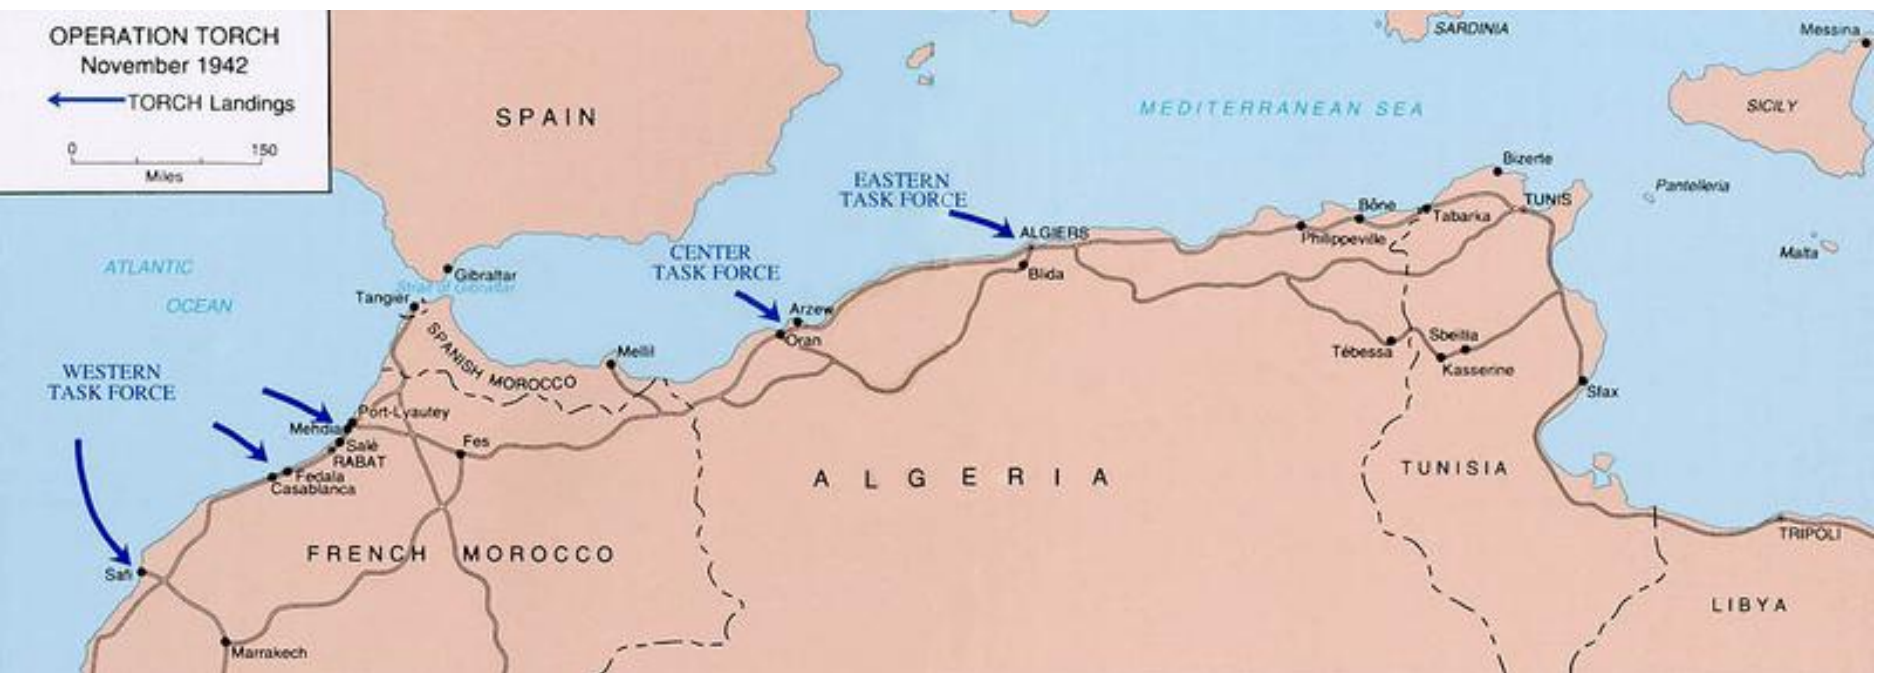 OPERATION TORCH
November 1942
TORCH Landings
0 150
Miles
SPAIN
SARDINIA
Messina
MEDITERRANEAN SEA
SICILY
Bizerte
Pantelleria
EASTERN
TASK FORCE
Bône
Tabarka
TUNIS
Philippeville
ALGIERS
Blida
Malta
CENTER
TASK FORCE
ATLANTIC
OCEAN
Gibraltar
Strait of Gibraltar
Tangier
Arzew
Oran
SPANISH MOROCCO
Mellil
Sbeitla
Tébessa
Kasserine
Sfax
WESTERN
TASK FORCE
Port-Lyautey
Mehdia
Salé
RABAT
Fes
Fedala
Casablanca
ALGERIA
TUNISIA
TRIPOLI
FRENCH MOROCCO
Safi
LIBYA
Marrakech